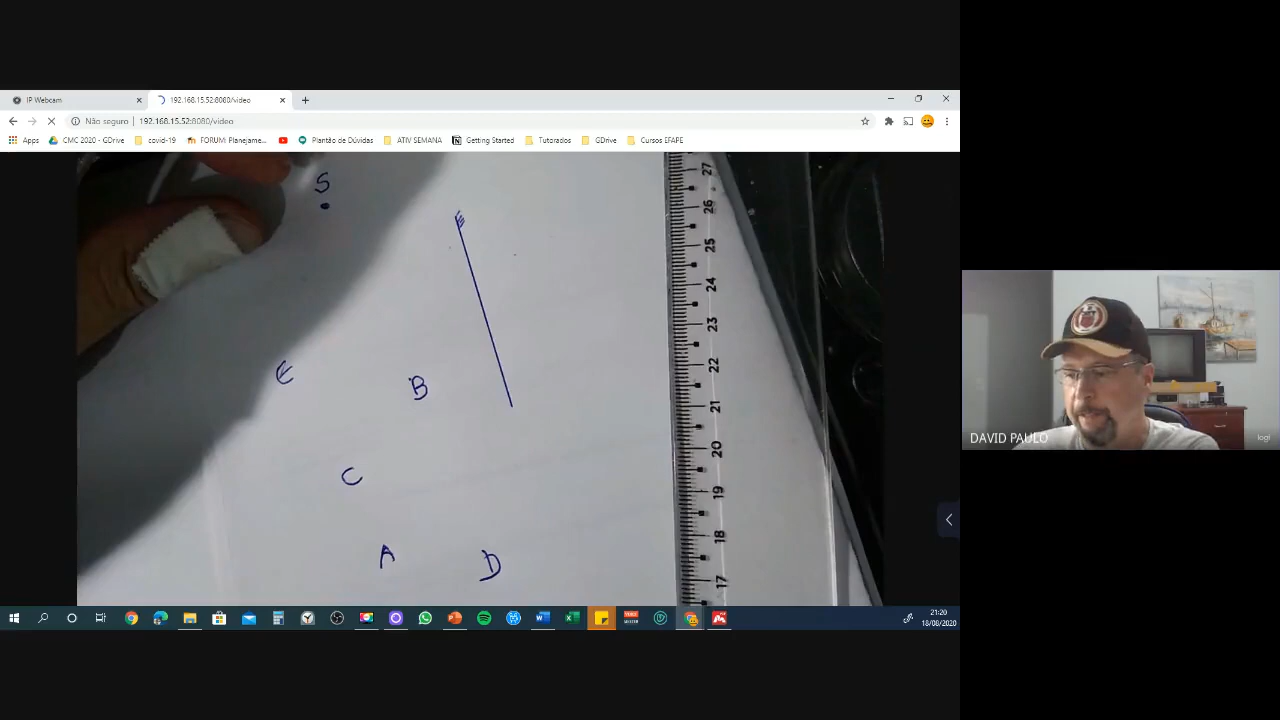 IP Webcam
192.168.15.52:8080/video
Não seguro
192.168.15.52:8080/video
Apps
CMC 2020 - GDrive
covid-19
FORUM: Planejame...
Plantão de Dúvidas
ATIV SEMANA
Getting Started
Tutorados
GDrive
Cursos EFAPE
S
E
B
C
A
D
27
26
25
24
23
22
21
20
19
18
17
DAVID PAULO
logi
21:20
18/08/2020